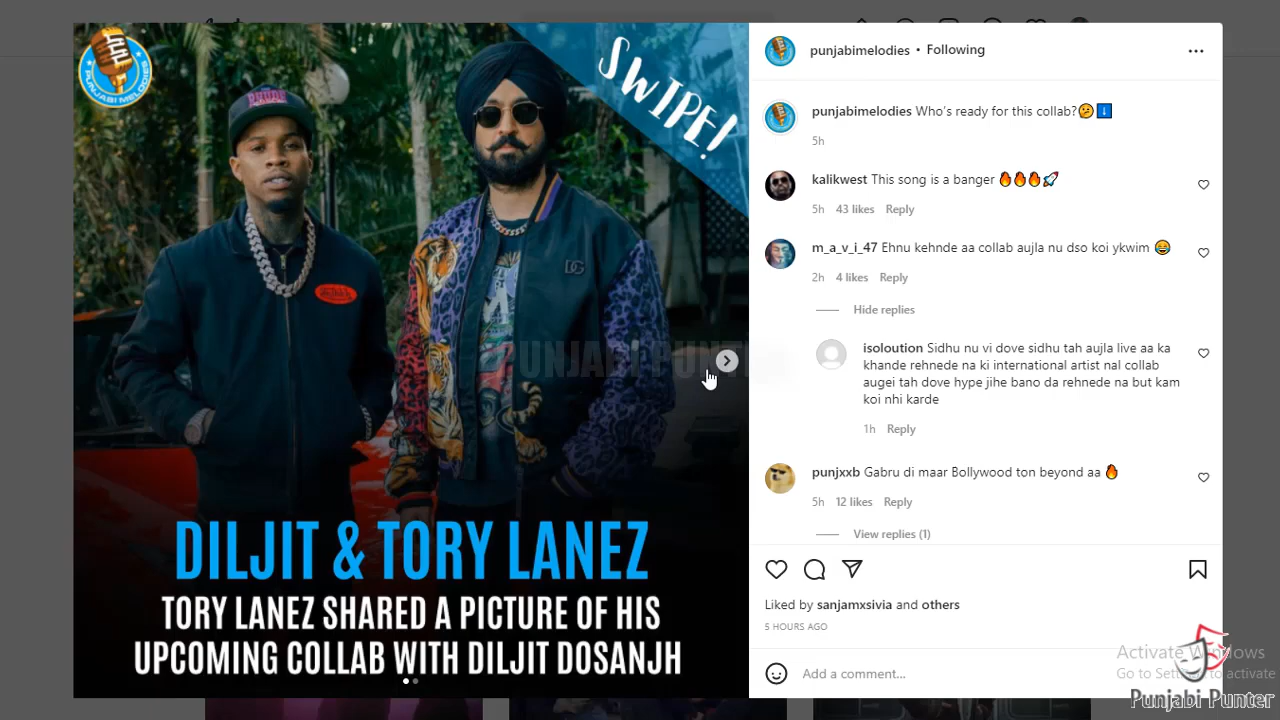 PUNJABI MELODIES
PRUDE
SWIPE!
DG
DILJIT & TORY LANEZ
TORY LANEZ SHARED A PICTURE OF HIS
UPCOMING COLLAB WITH DILJIT DOSANJH
PUNJABI PUNTER
punjabimelodies • Following
punjabimelodies Who's ready for this collab?
5h
kalikwest This song is a banger 🔥🔥🔥🚀
5h 43 likes Reply
m_a_v_i_47 Ehnu kehnde aa collab aujla nu dso koi ykwim 😂
2h 4 likes Reply
Hide replies
isoloution Sidhu nu vi dove sidhu tah aujla live aa ka
khande rehnede na ki international artist nal collab
augei tah dove hype jihe bano da rehnede na but kam
koi nhi karde
1h Reply
punjxxb Gabru di maar Bollywood ton beyond aa 🔥
5h 12 likes Reply
View replies (1)
Liked by sanjamxsivia and others
5 HOURS AGO
Add a comment...
Activate Windows
Go to Settings to activate
Punjabi Punter